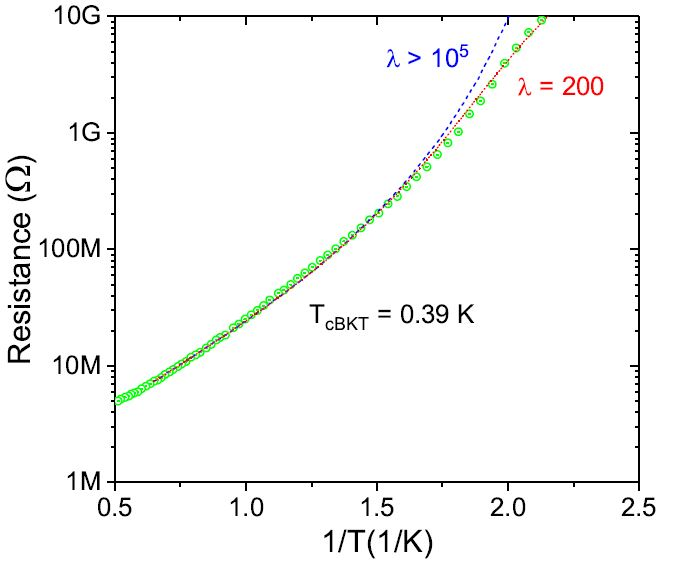 10G
λ > 10⁵
λ = 200
1G
Resistance (Ω)
100M
T_cBKT = 0.39 K
10M
1M
0.5 1.0 1.5 2.0 2.5
1/T(1/K)